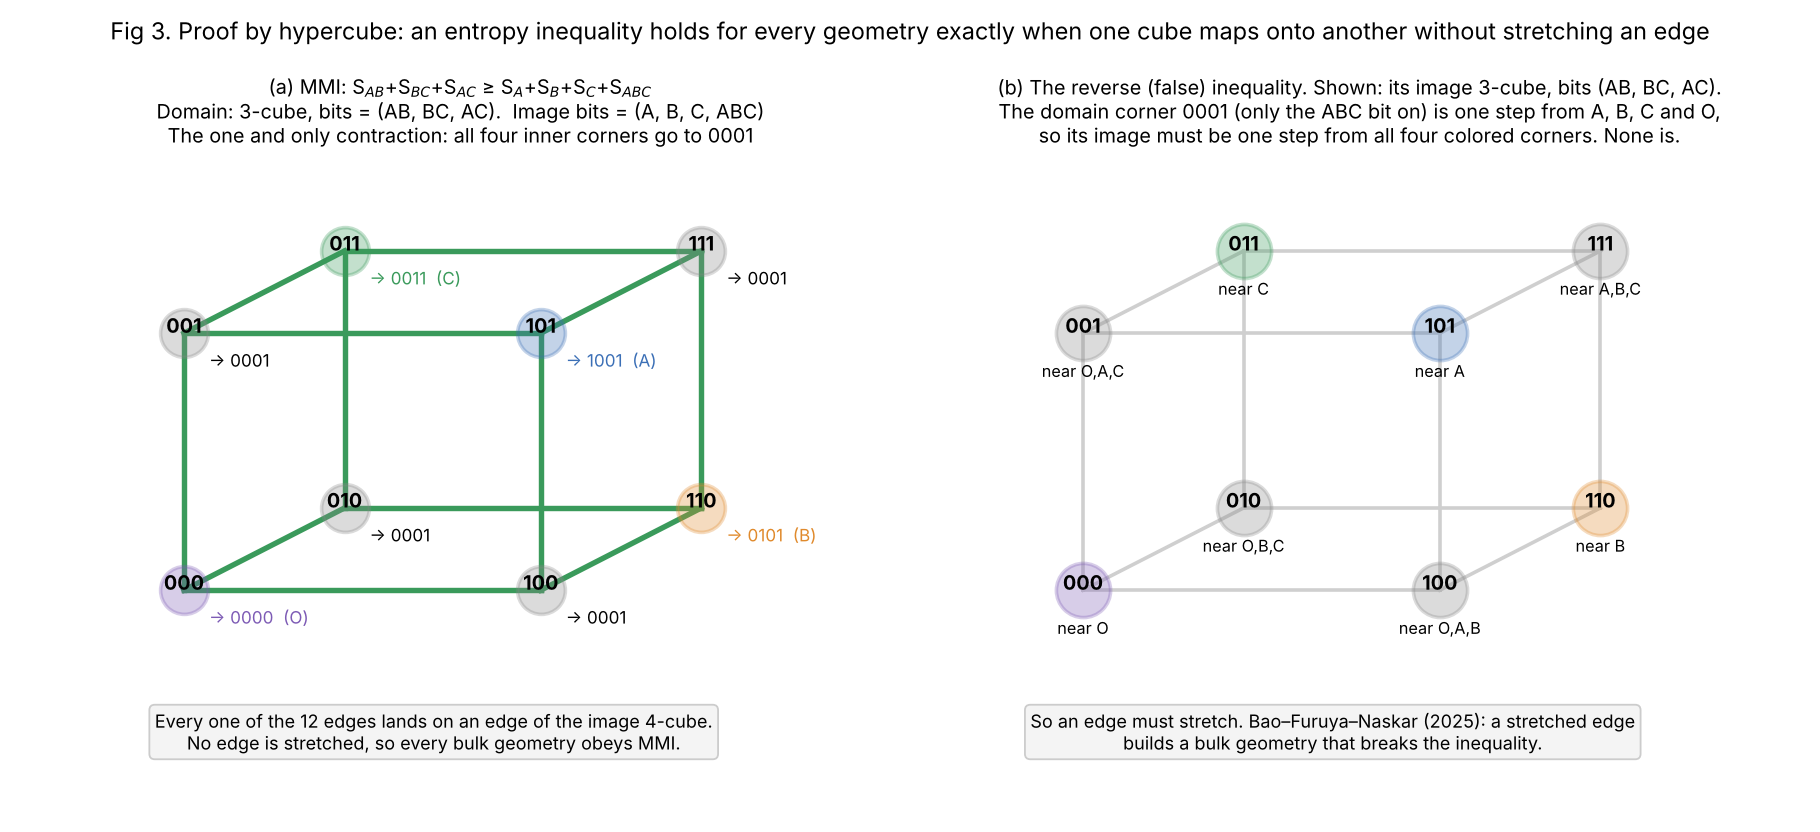 Fig 3. Proof by hypercube: an entropy inequality holds for every geometry exactly when one cube maps onto another without stretching an edge
(a) MMI: S_AB+S_BC+S_AC ≥ S_A+S_B+S_C+S_ABC
Domain: 3-cube, bits = (AB, BC, AC).  Image bits = (A, B, C, ABC)
The one and only contraction: all four inner corners go to 0001
011
→ 0011 (C)
111
→ 0001
001
→ 0001
101
→ 1001 (A)
010
→ 0001
110
→ 0101 (B)
000
→ 0000 (O)
100
→ 0001
Every one of the 12 edges lands on an edge of the image 4-cube.
No edge is stretched, so every bulk geometry obeys MMI.
(b) The reverse (false) inequality. Shown: its image 3-cube, bits (AB, BC, AC).
The domain corner 0001 (only the ABC bit on) is one step from A, B, C and O,
so its image must be one step from all four colored corners. None is.
011
near C
111
near A,B,C
001
near O,A,C
101
near A
010
near O,B,C
110
near B
000
near O
100
near O,A,B
So an edge must stretch. Bao–Furuya–Naskar (2025): a stretched edge
builds a bulk geometry that breaks the inequality.